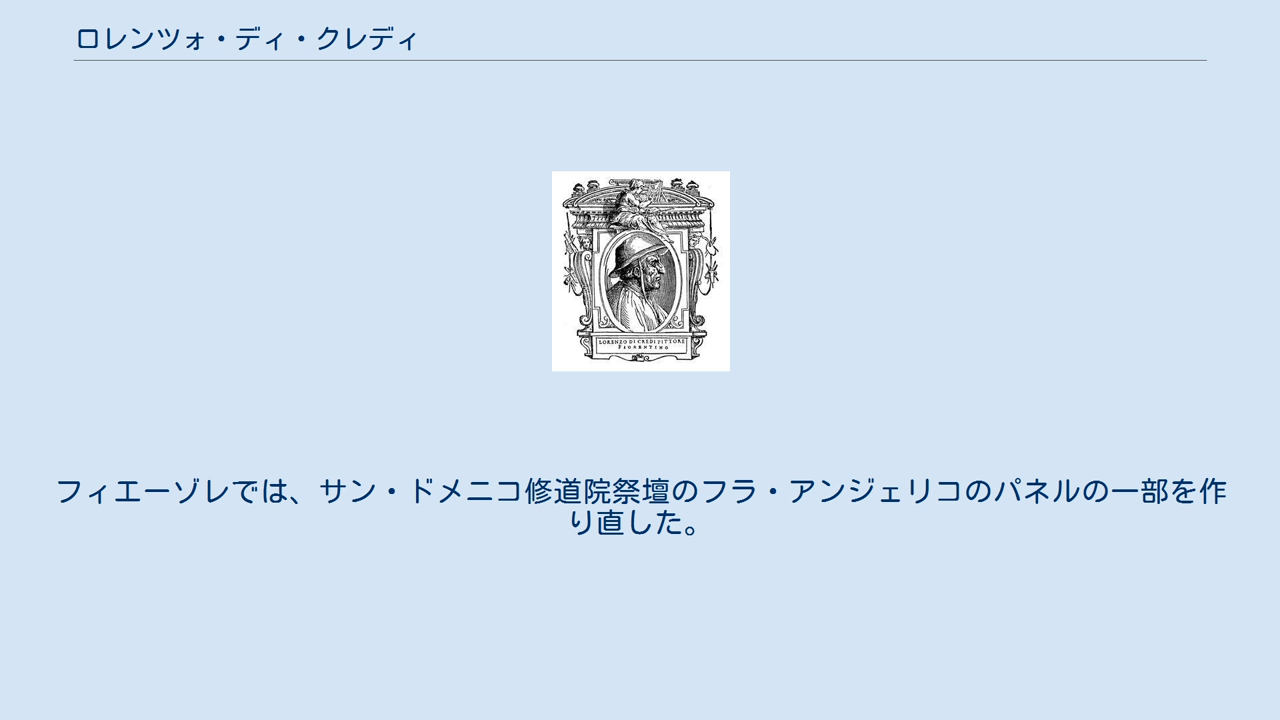 ロレンツォ・ディ・クレディ
LORENZO DI CREDI PITTORE
FIORENTINO
フィエーゾレでは、サン・ドメニコ修道院祭壇のフラ・アンジェリコのパネルの一部を作
り直した。